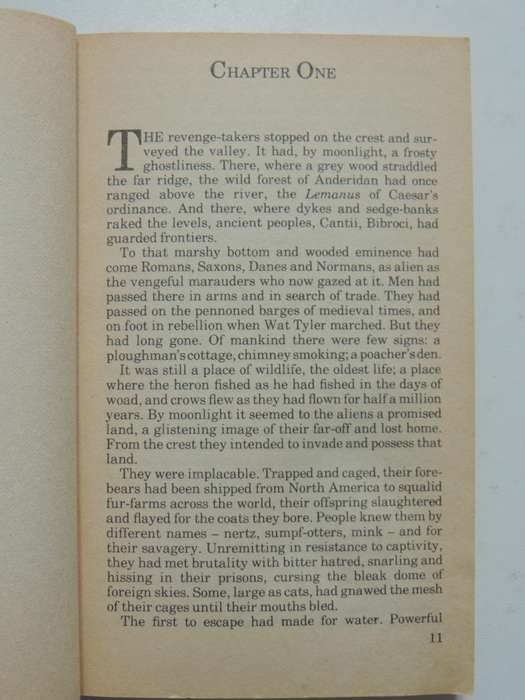 CHAPTER ONE
THE revenge-takers stopped on the crest and sur-
veyed the valley. It had, by moonlight, a frosty
ghostliness. There, where a grey wood straddled
the far ridge, the wild forest of Anderidan had once
ranged above the river, the Lemanus of Caesar's
ordinance. And there, where dykes and sedge-banks
raked the levels, ancient peoples, Cantii, Bibroci, had
guarded frontiers.
To that marshy bottom and wooded eminence had
come Romans, Saxons, Danes and Normans, as alien as
the vengeful marauders who now gazed at it. Men had
passed there in arms and in search of trade. They had
passed on the pennoned barges of medieval times, and
on foot in rebellion when Wat Tyler marched. But they
had long gone. Of mankind there were few signs: a
ploughman's cottage, chimney smoking; a poacher's den.
It was still a place of wildlife, the oldest life; a place
where the heron fished as he had fished in the days of
woad, and crows flew as they had flown for half a million
years. By moonlight it seemed to the aliens a promised
land, a glistening image of their far-off and lost home.
From the crest they intended to invade and possess that
land.
They were implacable. Trapped and caged, their fore-
bears had been shipped from North America to squalid
fur-farms across the world, their offspring slaughtered
and flayed for the coats they bore. People knew them by
different names – nertz, sumpf-otters, mink – and for
their savagery. Unremitting in resistance to captivity,
they had met brutality with bitter hatred, snarling and
hissing in their prisons, cursing the bleak dome of
foreign skies. Some, large as cats, had gnawed the mesh
of their cages until their mouths bled.
The first to escape had made for water. Powerful
11